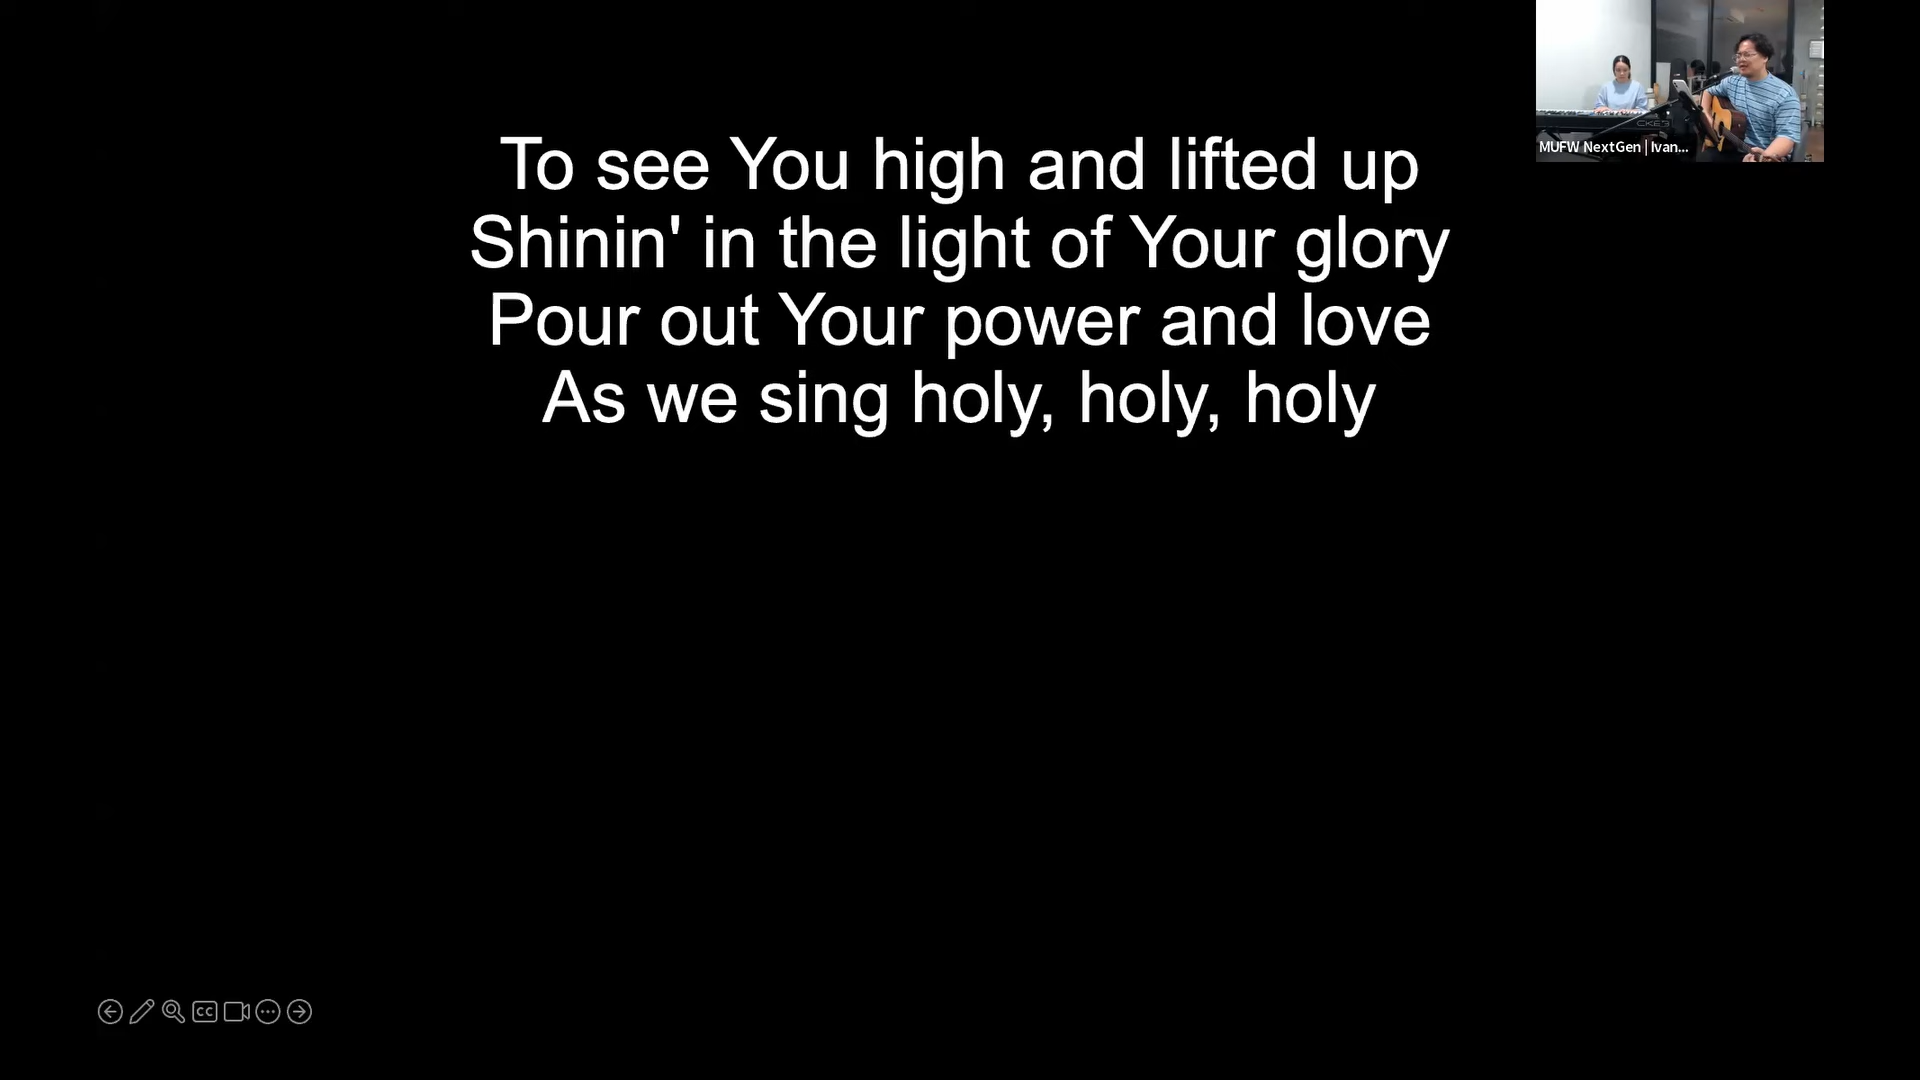 To see You high and lifted up
Shinin' in the light of Your glory
Pour out Your power and love
As we sing holy, holy, holy
MUFW NextGen | Ivan...
CC